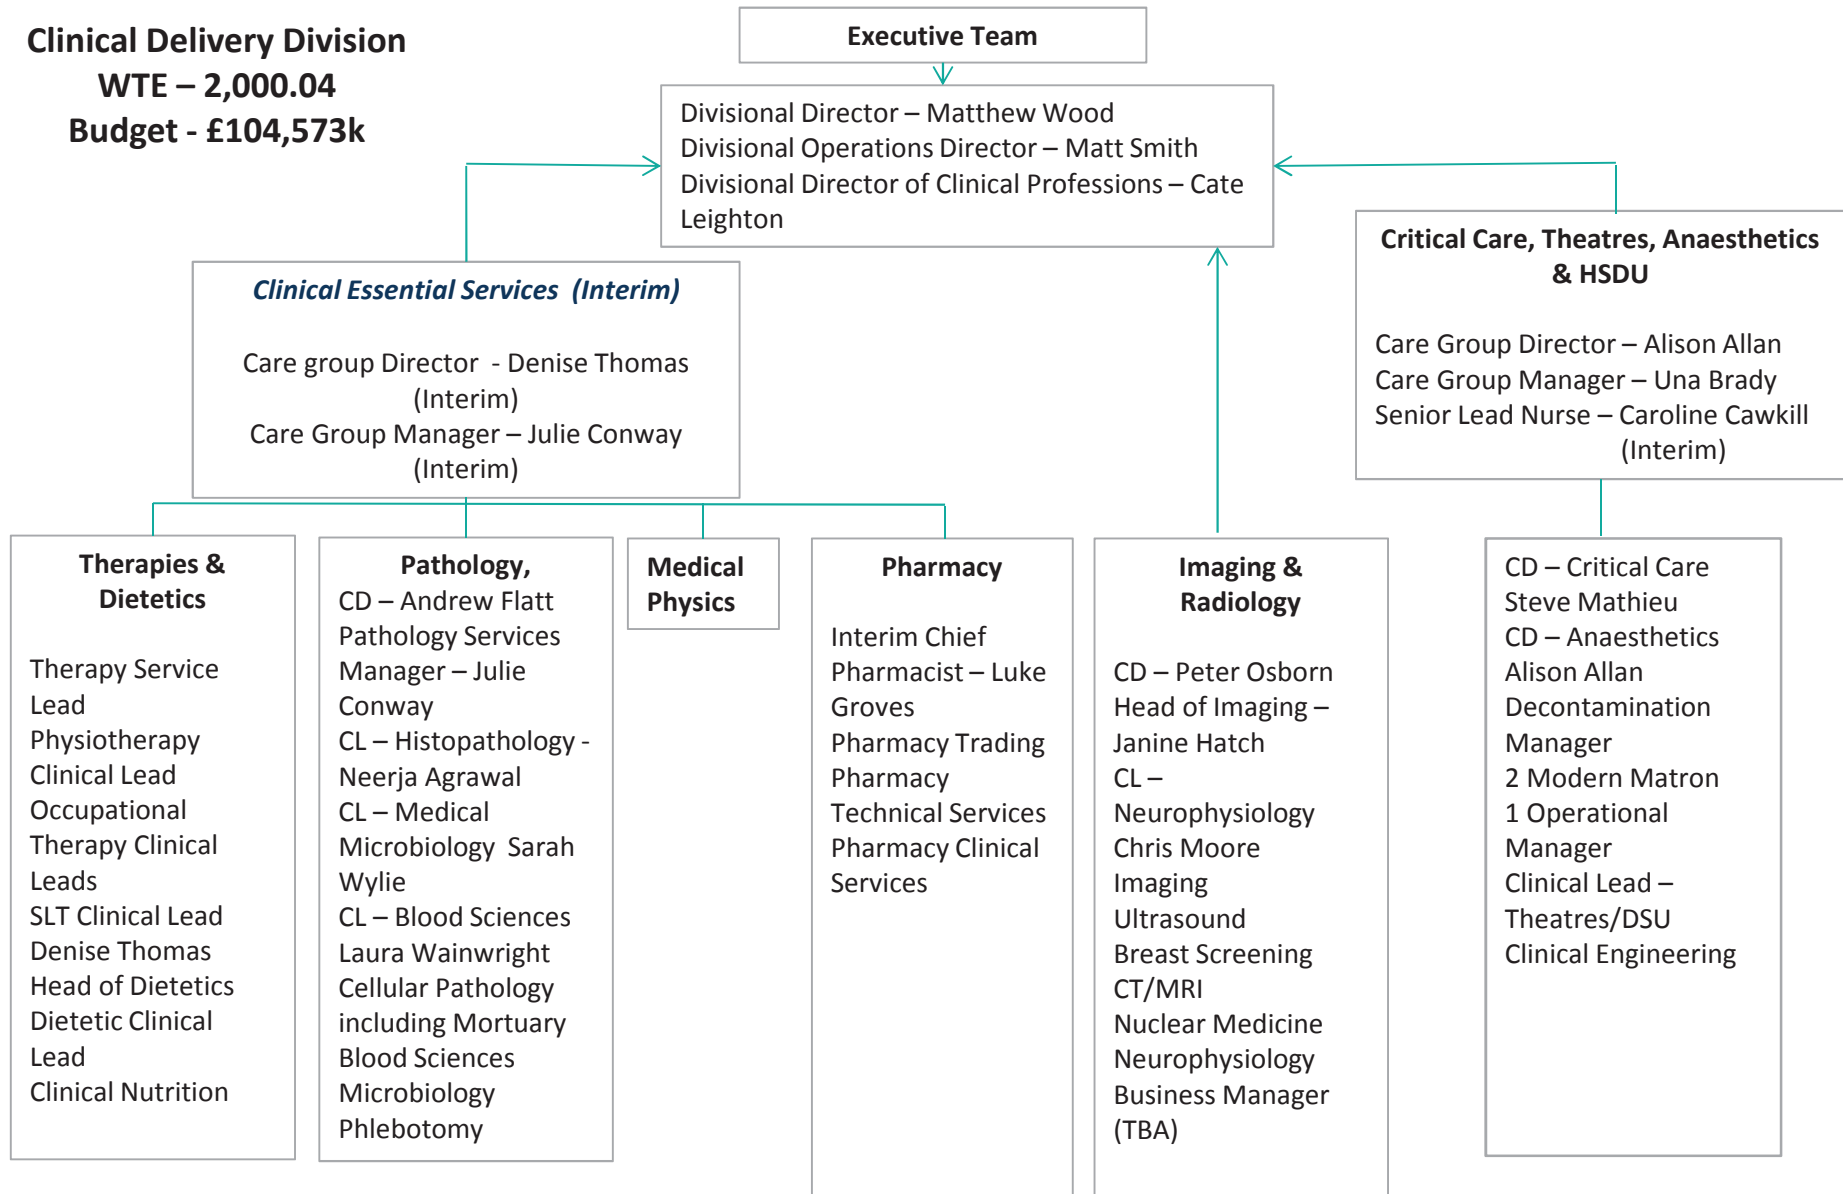 Clinical Delivery Division
WTE – 2,000.04
Budget - £104,573k
Executive Team
Divisional Director – Matthew Wood
Divisional Operations Director – Matt Smith
Divisional Director of Clinical Professions – Cate
Leighton
Clinical Essential Services (Interim)
Care group Director - Denise Thomas
(Interim)
Care Group Manager – Julie Conway
(Interim)
Critical Care, Theatres, Anaesthetics
& HSDU
Care Group Director – Alison Allan
Care Group Manager – Una Brady
Senior Lead Nurse – Caroline Cawkill
(Interim)
Therapies &
Dietetics
Therapy Service
Lead
Physiotherapy
Clinical Lead
Occupational
Therapy Clinical
Leads
SLT Clinical Lead
Denise Thomas
Head of Dietetics
Dietetic Clinical
Lead
Clinical Nutrition
Pathology,
CD – Andrew Flatt
Pathology Services
Manager – Julie
Conway
CL – Histopathology -
Neerja Agrawal
CL – Medical
Microbiology Sarah
Wylie
CL – Blood Sciences
Laura Wainwright
Cellular Pathology
including Mortuary
Blood Sciences
Microbiology
Phlebotomy
Medical
Physics
Pharmacy
Interim Chief
Pharmacist – Luke
Groves
Pharmacy Trading
Pharmacy
Technical Services
Pharmacy Clinical
Services
Imaging &
Radiology
CD – Peter Osborn
Head of Imaging –
Janine Hatch
CL –
Neurophysiology
Chris Moore
Imaging
Ultrasound
Breast Screening
CT/MRI
Nuclear Medicine
Neurophysiology
Business Manager
(TBA)
CD – Critical Care
Steve Mathieu
CD – Anaesthetics
Alison Allan
Decontamination
Manager
2 Modern Matron
1 Operational
Manager
Clinical Lead –
Theatres/DSU
Clinical Engineering